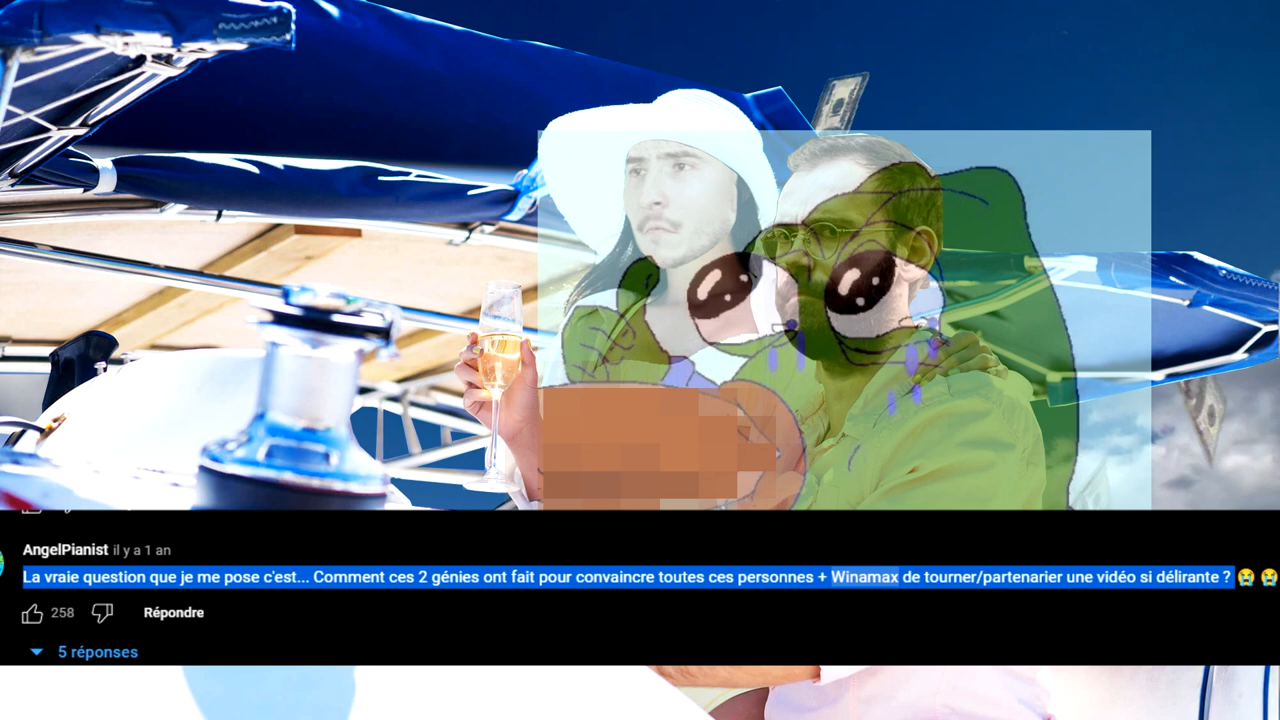 AngelPianist il y a 1 an
La vraie question que je me pose c'est... Comment ces 2 génies ont fait pour convaincre toutes ces personnes + Winamax de tourner/partenarier une vidéo si délirante ? 😭 😭
258 Répondre
5 réponses